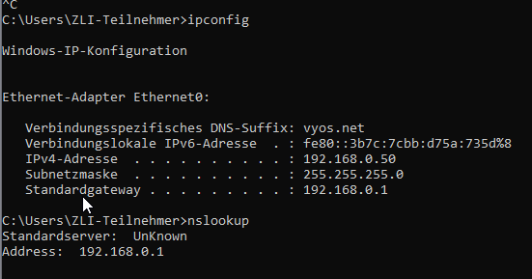 ^C
C:\Users\ZLI-Teilnehmer>ipconfig
Windows-IP-Konfiguration
Ethernet-Adapter Ethernet0:
Verbindungsspezifisches DNS-Suffix: vyos.net
Verbindungslokale IPv6-Adresse  . : fe80::3b7c:7cbb:d75a:735d%8
IPv4-Adresse  . . . . . . . . . . : 192.168.0.50
Subnetzmaske  . . . . . . . . . . : 255.255.255.0
Standardgateway . . . . . . . . . : 192.168.0.1
C:\Users\ZLI-Teilnehmer>nslookup
Standardserver:  UnKnown
Address:  192.168.0.1